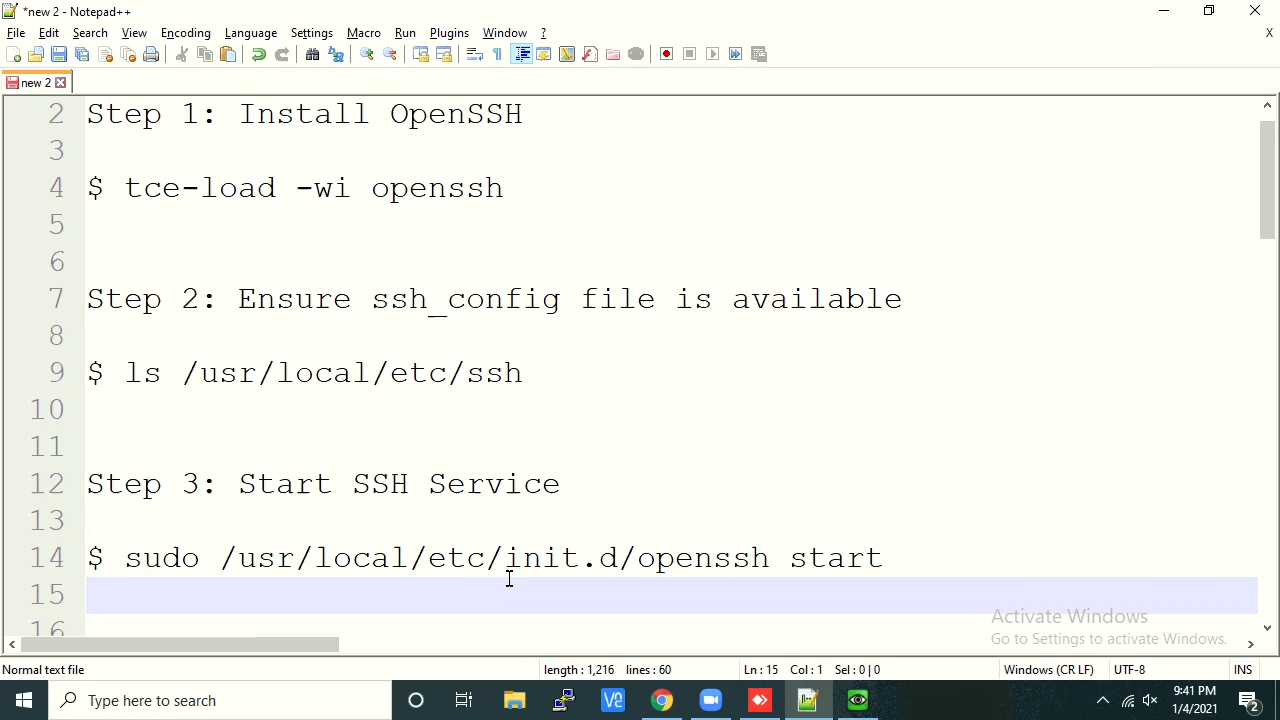 *new 2 - Notepad++
File Edit Search View Encoding Language Settings Macro Run Plugins Window ? X
new 2
2 Step 1: Install OpenSSH
3
4 $ tce-load -wi openssh
5
6
7 Step 2: Ensure ssh_config file is available
8
9 $ ls /usr/local/etc/ssh
10
11
12 Step 3: Start SSH Service
13
14 $ sudo /usr/local/etc/init.d/openssh start
15
16
Activate Windows
Go to Settings to activate Windows.
Normal text file length : 1,216 lines : 60 Ln : 15 Col : 1 Sel : 0 | 0 Windows (CR LF) UTF-8 INS
Type here to search
9:41 PM
1/4/2021
2